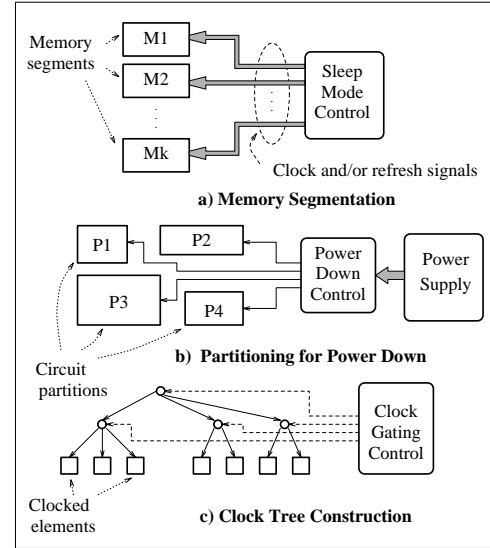 Memory
segments
M1
M2
Mk
Sleep
Mode
Control
Clock and/or refresh signals
a) Memory Segmentation
P1
P2
P3
P4
Power
Down
Control
Power
Supply
Circuit
partitions
b) Partitioning for Power Down
Clock
Gating
Control
Clocked
elements
c) Clock Tree Construction